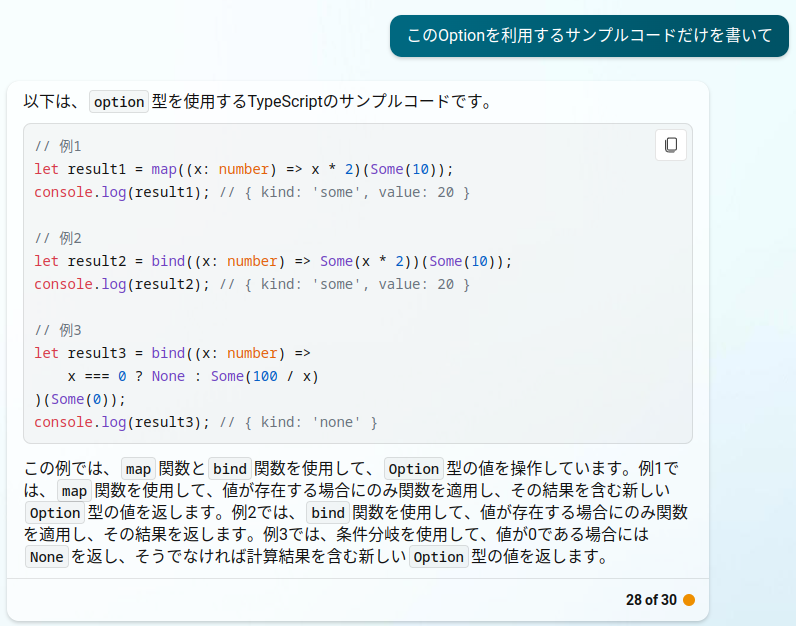 このOptionを利用するサンプルコードだけを書いて
以下は、option型を使用するTypeScriptのサンプルコードです。
// 例1
let result1 = map((x: number) => x * 2)(Some(10));
console.log(result1); // { kind: 'some', value: 20 }
// 例2
let result2 = bind((x: number) => Some(x * 2))(Some(10));
console.log(result2); // { kind: 'some', value: 20 }
// 例3
let result3 = bind((x: number) =>
    x === 0 ? None : Some(100 / x)
)(Some(0));
console.log(result3); // { kind: 'none' }
この例では、map関数とbind関数を使用して、Option型の値を操作しています。例1で
は、map関数を使用して、値が存在する場合にのみ関数を適用し、その結果を含む新しい
Option型の値を返します。例2では、bind関数を使用して、値が存在する場合にのみ関数
を適用し、その結果を返します。例3では、条件分岐を使用して、値が0である場合には
Noneを返し、そうでなければ計算結果を含む新しいOption型の値を返します。
28 of 30